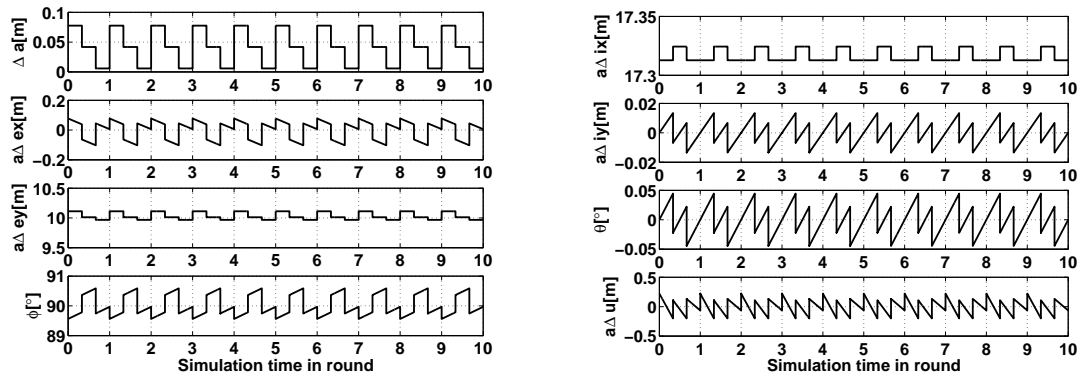 Δ a[m]
0.1
0.05
0
0 1 2 3 4 5 6 7 8 9 10
a Δ ex[m]
0.2
0
−0.2
0 1 2 3 4 5 6 7 8 9 10
a Δ ey[m]
10.5
10
9.5
0 1 2 3 4 5 6 7 8 9 10
ϕ[°]
91
90
89
0 1 2 3 4 5 6 7 8 9 10
Simulation time in round
a Δ ix[m]
17.35
17.3
0 1 2 3 4 5 6 7 8 9 10
a Δ iy[m]
0.02
0
−0.02
0 1 2 3 4 5 6 7 8 9 10
θ[°]
0.05
0
−0.05
0 1 2 3 4 5 6 7 8 9 10
a Δ u[m]
0.5
0
−0.5
0 1 2 3 4 5 6 7 8 9 10
Simulation time in round